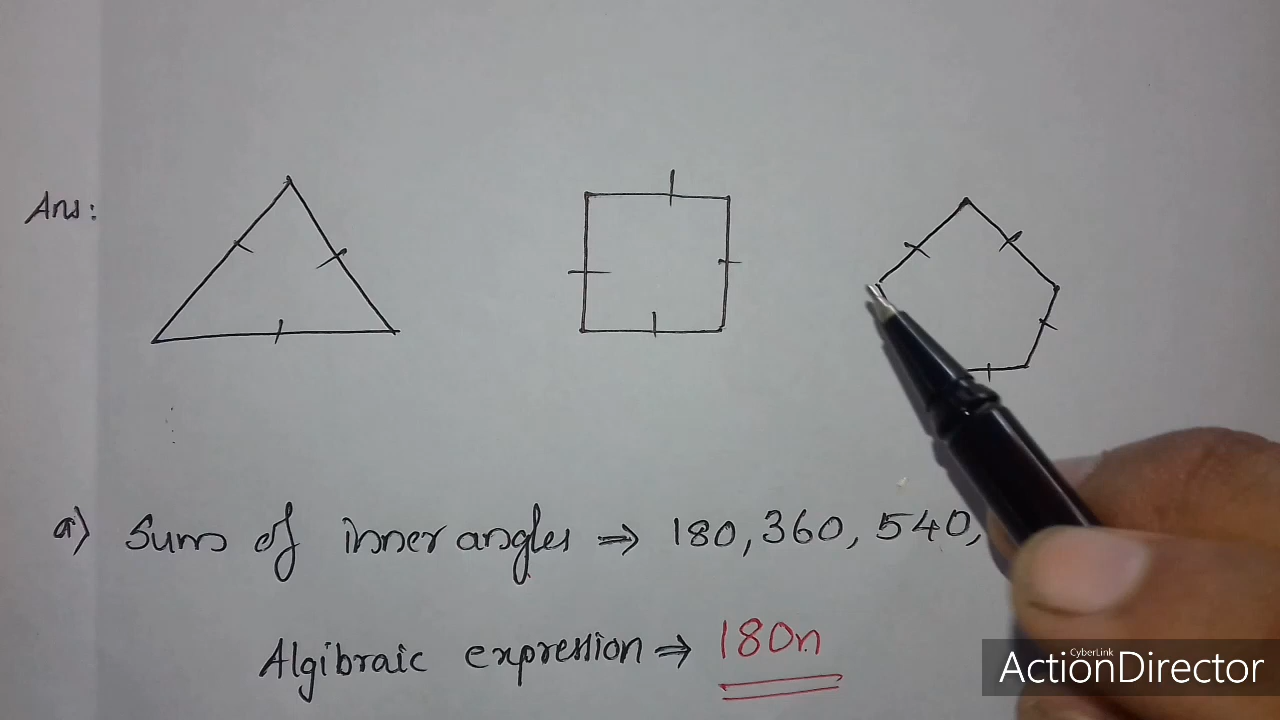 Ans:
a) Sum of inner angles ⇒ 180, 360, 540,
Algibraic expression ⇒ 180n
CyberLink
ActionDirector